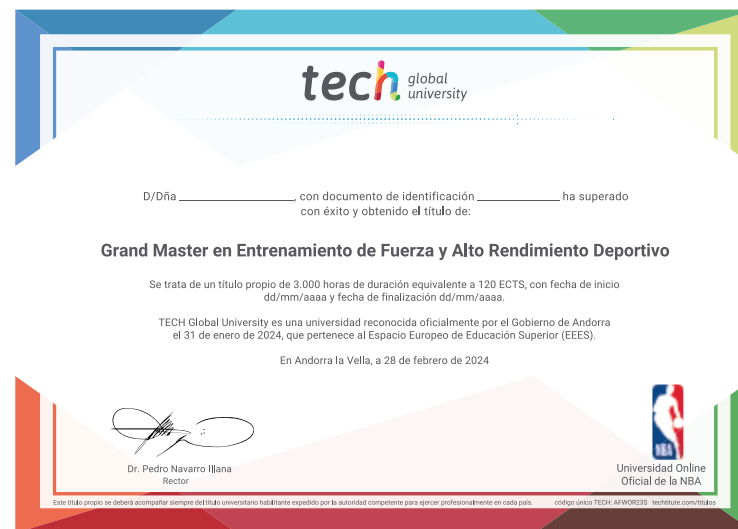 tech global university
D/Dña ____________________, con documento de identificación ______________ ha superado
con éxito y obtenido el título de:
Grand Master en Entrenamiento de Fuerza y Alto Rendimiento Deportivo
Se trata de un título propio de 3.000 horas de duración equivalente a 120 ECTS, con fecha de inicio
dd/mm/aaaa y fecha de finalización dd/mm/aaaa.
TECH Global University es una universidad reconocida oficialmente por el Gobierno de Andorra
el 31 de enero de 2024, que pertenece al Espacio Europeo de Educación Superior (EEES).
En Andorra la Vella, a 28 de febrero de 2024
Dr. Pedro Navarro Illana
Rector
NBA
Universidad Online
Oficial de la NBA
Este título propio se deberá acompañar siempre del título universitario habilitante expedido por la autoridad competente para ejercer profesionalmente en cada país. código único TECH: AFWOR23S techtitute.com/titulos